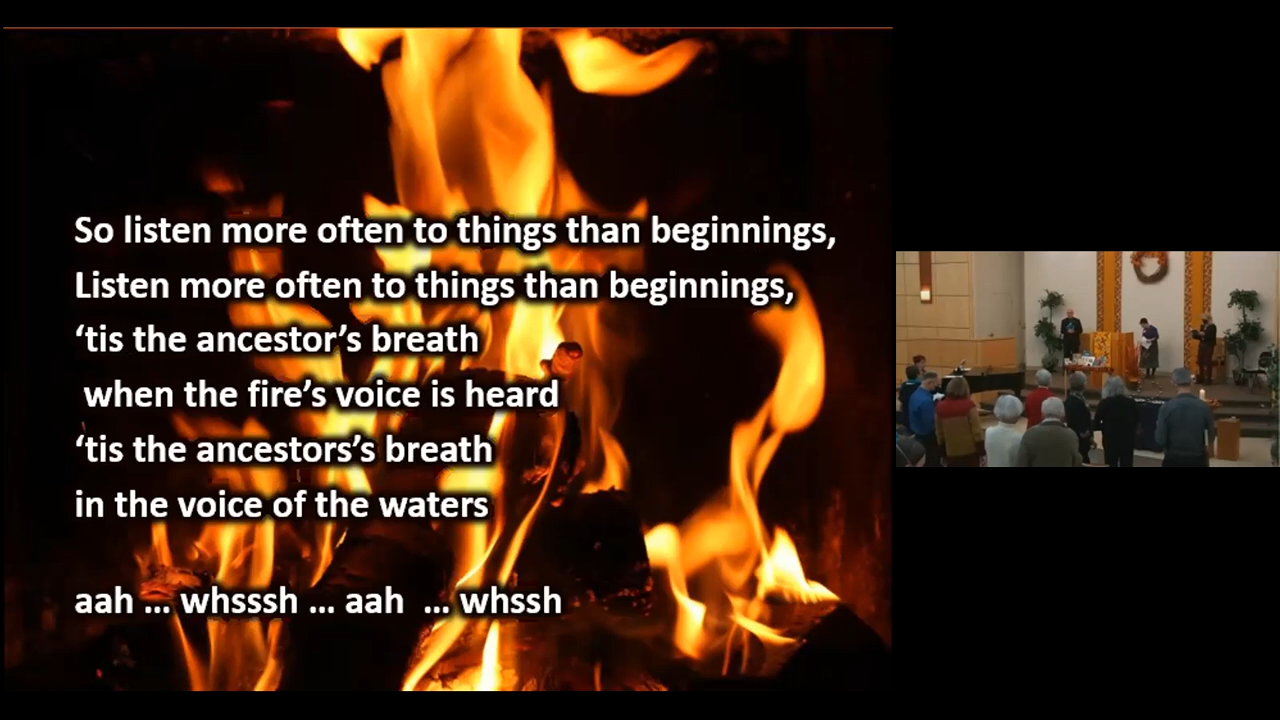 So listen more often to things than beginnings,
Listen more often to things than beginnings,
‘tis the ancestor’s breath
when the fire’s voice is heard
‘tis the ancestors’s breath
in the voice of the waters
aah ... whsssh ... aah ... whssh